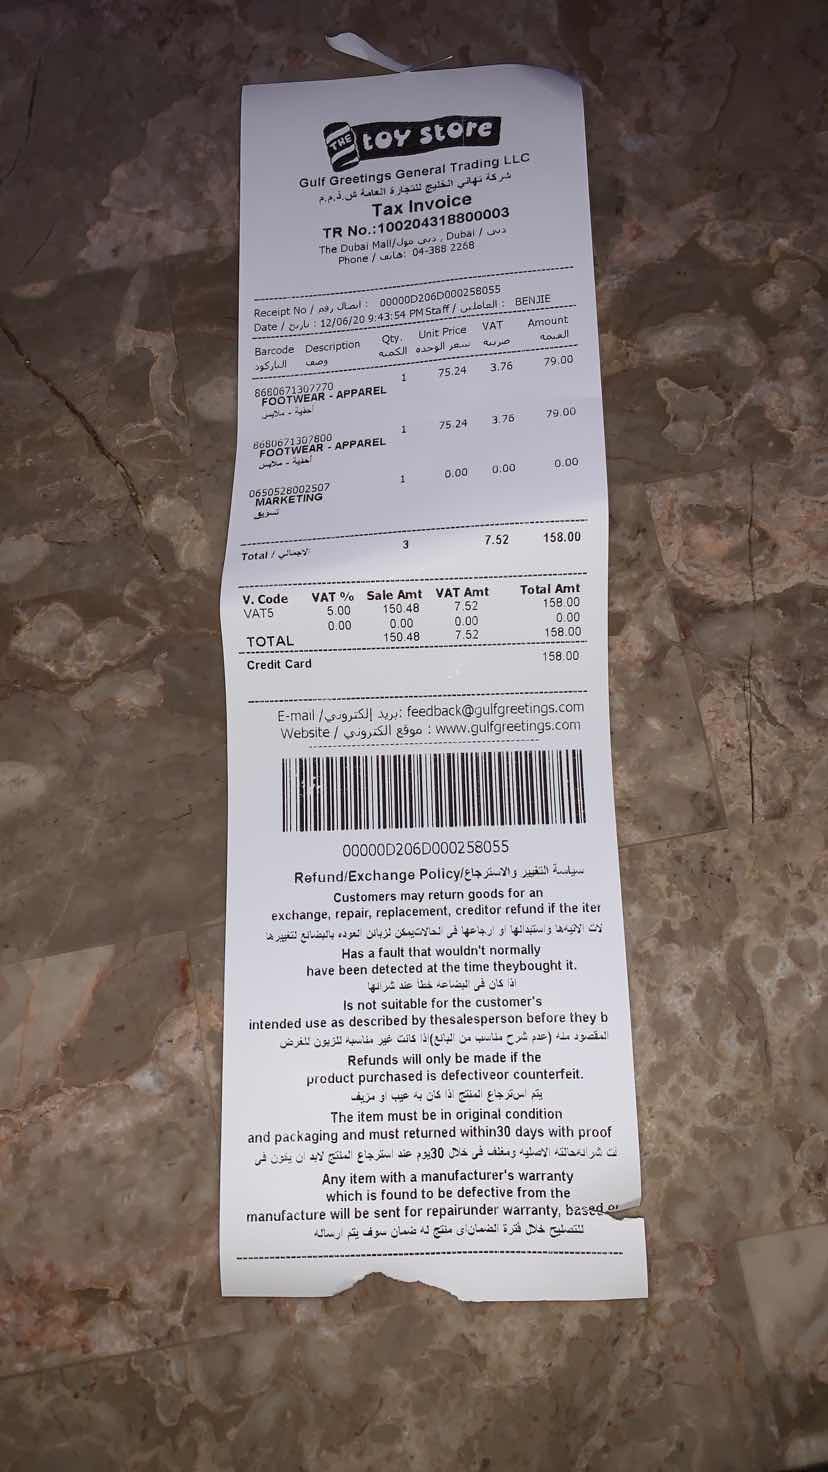 THE toy store
Gulf Greetings General Trading LLC
شركة تهاني الخليج للتجارة العامة ش.ذ.م.م
Tax Invoice
TR No.:100204318800003
The Dubai Mall/دبي مول , Dubai / دبي
Phone / هاتف: 04-388 2268
Receipt No / ايصال رقم : 00000D206D000258055
Date / تاريخ : 12/06/20 9:43:54 PM Staff / العاملين : BENJIE
Barcode Description Qty. Unit Price VAT Amount
الباركود وصف الكمية سعر الوحده ضريبة القيمة
8680671307770 1 75.24 3.76 79.00
FOOTWEAR - APPAREL
أحذية - ملابس
8680671307800 1 75.24 3.76 79.00
FOOTWEAR - APPAREL
أحذية - ملابس
0650528002507 1 0.00 0.00 0.00
MARKETING
تسويق
Total / الاجمالي 3 7.52 158.00
V. Code VAT % Sale Amt VAT Amt Total Amt
VAT5 5.00 150.48 7.52 158.00
0.00 0.00 0.00 0.00
TOTAL 150.48 7.52 158.00
Credit Card 158.00
E-mail /بريد إلكتروني: feedback@gulfgreetings.com
Website / موقع الكتروني : www.gulfgreetings.com
00000D206D000258055
Refund/Exchange Policy/سياسة التغيير والاسترجاع
Customers may return goods for an
exchange, repair, replacement, creditor refund if the iter
لات الاتيهها واستبدالها او ارجاعها في الحالاتيمكن لزبائن العوده بالبضائع لتغييرها
Has a fault that wouldn't normally
have been detected at the time theybought it.
اذا كان في البضاعه خطأ عند شرائها
Is not suitable for the customer's
intended use as described by thesalesperson before they b
المقصود منه (عدم شرح مناسب من البائع)اذا كانت غير مناسبه للزبون للغرض
Refunds will only be made if the
product purchased is defectiveor counterfeit.
يتم استرجاع المنتج اذا كان به عيب او مزيف
The item must be in original condition
and packaging and must returned within30 days with proof
ت شرائهحالته الاصليه ومغلف في خلال 30يوم عند استرجاع المنتج لابد ان يكون في
Any item with a manufacturer's warranty
which is found to be defective from the
manufacture will be sent for repairunder warranty, based or
للتصليح خلال فترة الضماناي منتج له ضمان سوف يتم ارساله